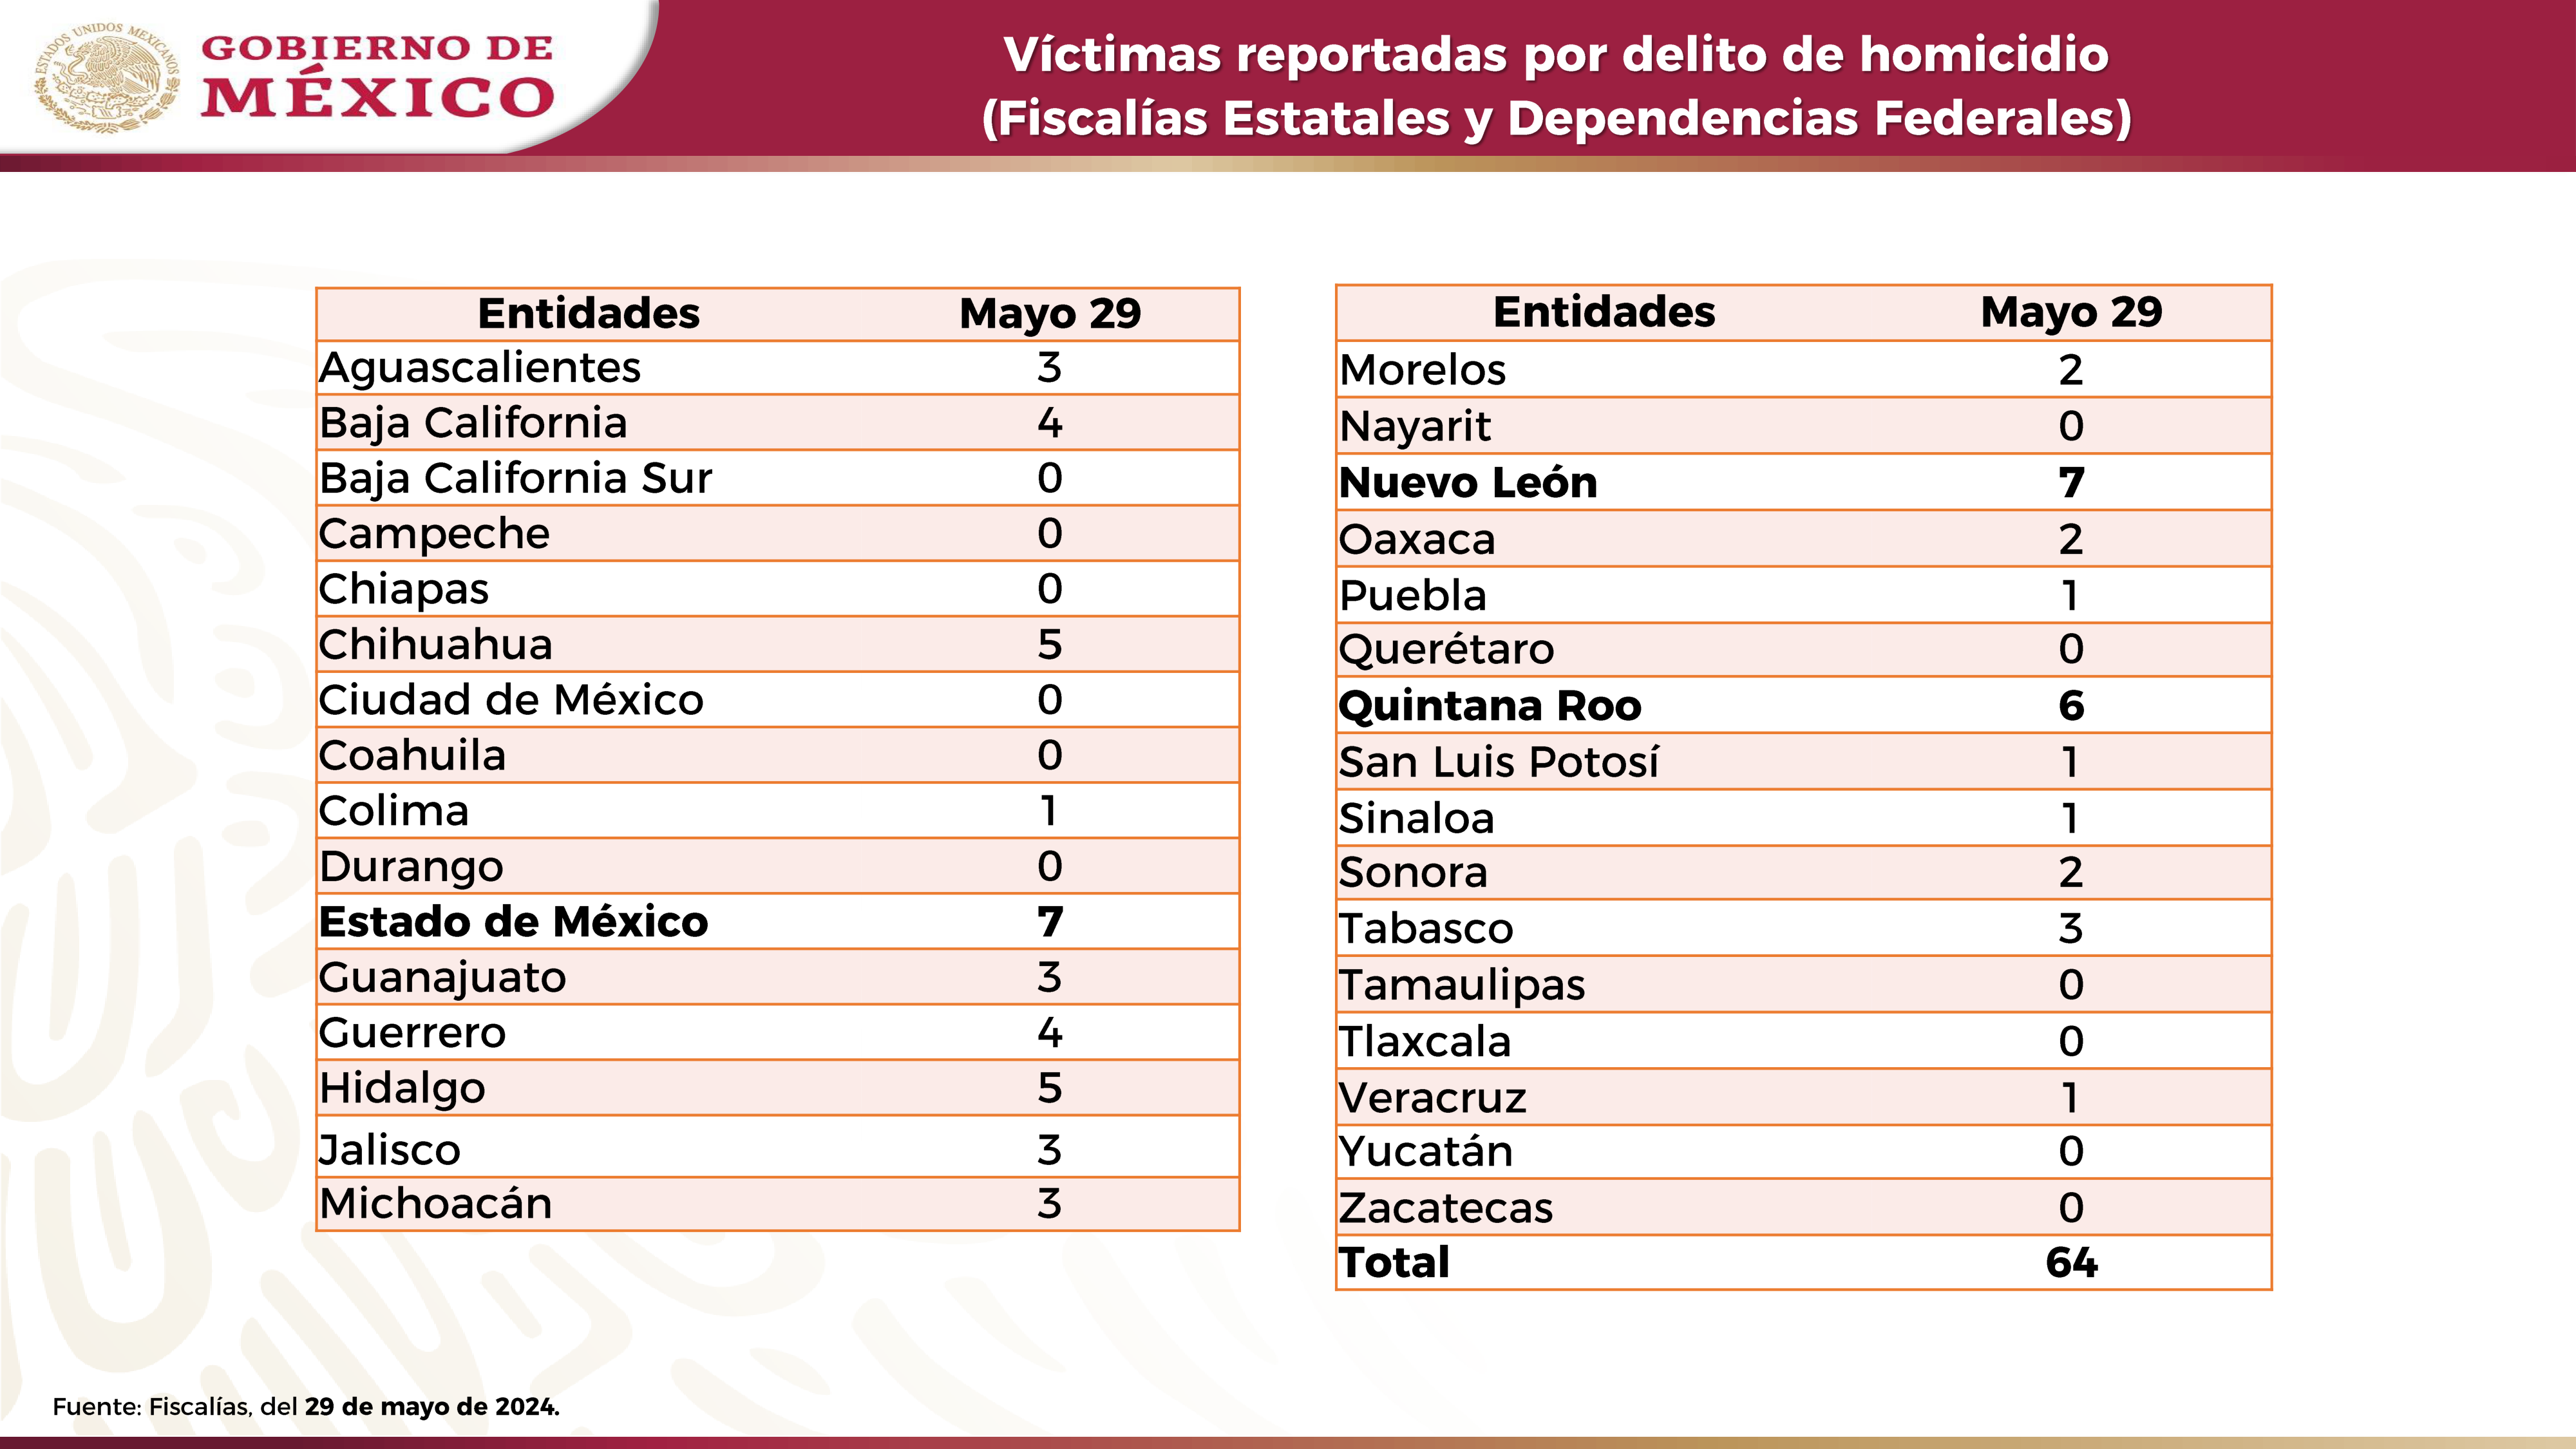 ESTADOS UNIDOS MEXICANOS
GOBIERNO DE
MÉXICO
Víctimas reportadas por delito de homicidio
(Fiscalías Estatales y Dependencias Federales)
Entidades Mayo 29
Aguascalientes 3
Baja California 4
Baja California Sur 0
Campeche 0
Chiapas 0
Chihuahua 5
Ciudad de México 0
Coahuila 0
Colima 1
Durango 0
Estado de México 7
Guanajuato 3
Guerrero 4
Hidalgo 5
Jalisco 3
Michoacán 3
Entidades Mayo 29
Morelos 2
Nayarit 0
Nuevo León 7
Oaxaca 2
Puebla 1
Querétaro 0
Quintana Roo 6
San Luis Potosí 1
Sinaloa 1
Sonora 2
Tabasco 3
Tamaulipas 0
Tlaxcala 0
Veracruz 1
Yucatán 0
Zacatecas 0
Total 64
Fuente: Fiscalías, del 29 de mayo de 2024.